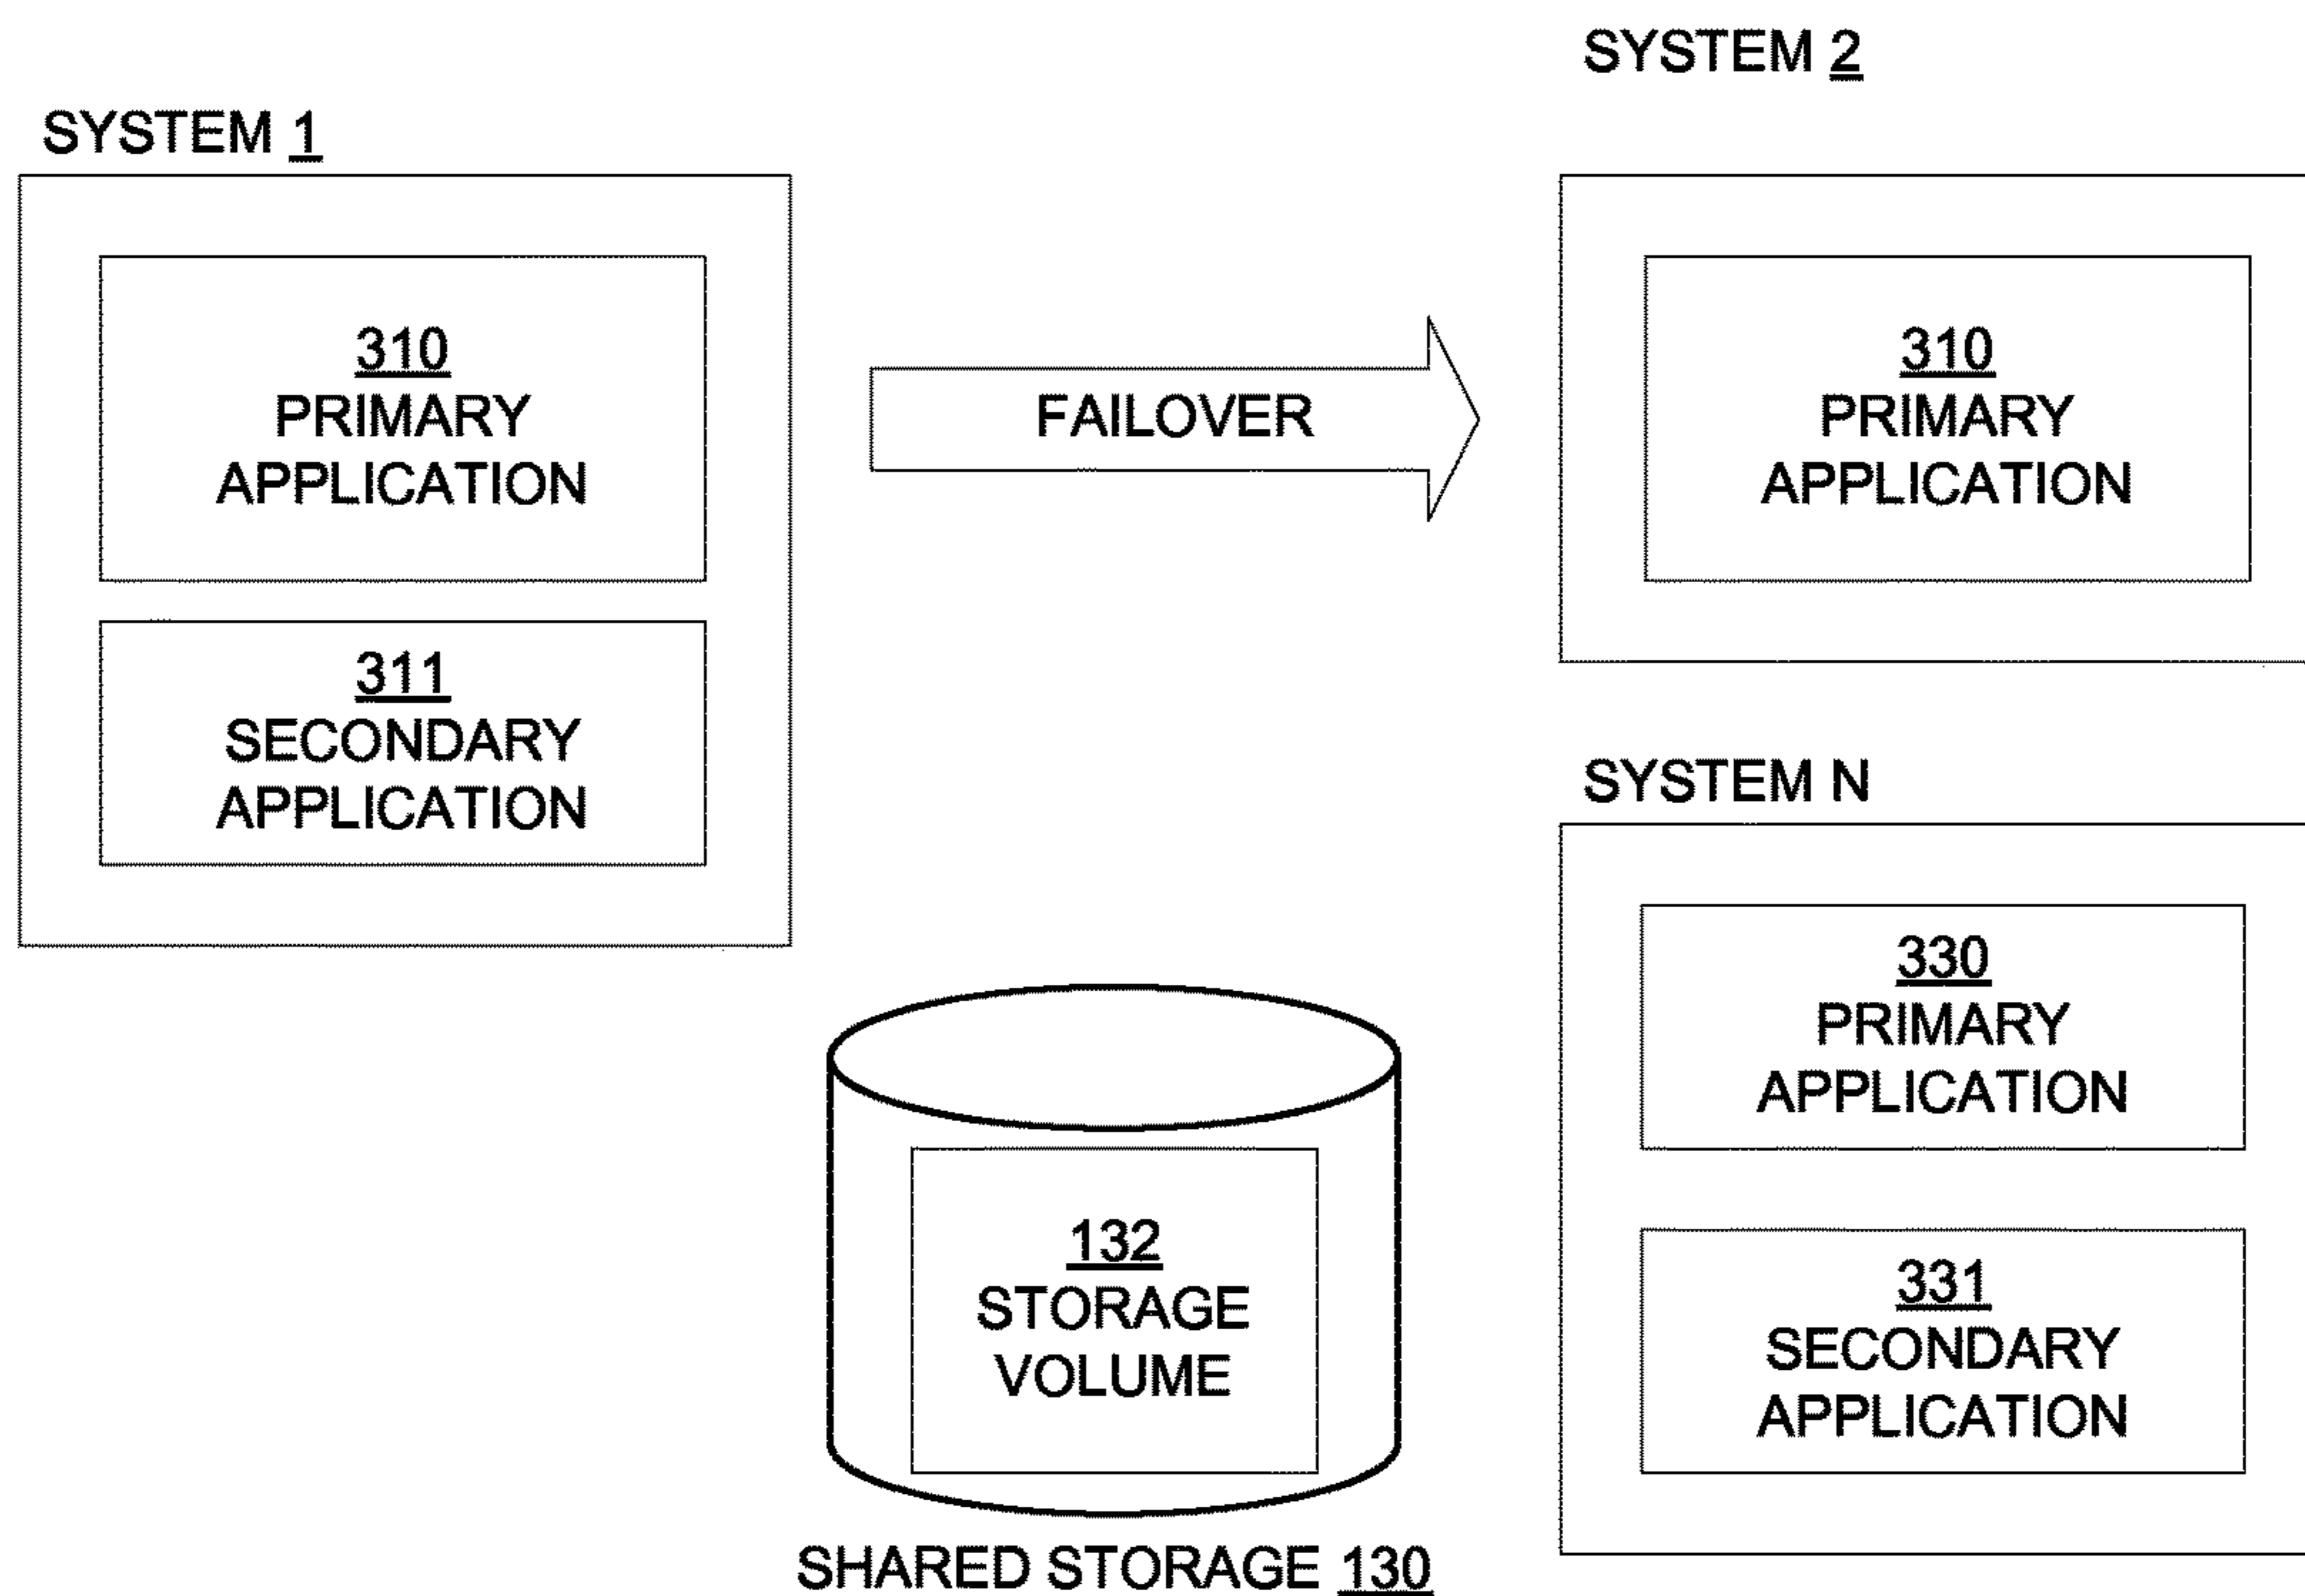 SYSTEM 1
310
PRIMARY
APPLICATION
311
SECONDARY
APPLICATION
FAILOVER
SYSTEM 2
310
PRIMARY
APPLICATION
SYSTEM N
330
PRIMARY
APPLICATION
331
SECONDARY
APPLICATION
132
STORAGE
VOLUME
SHARED STORAGE 130